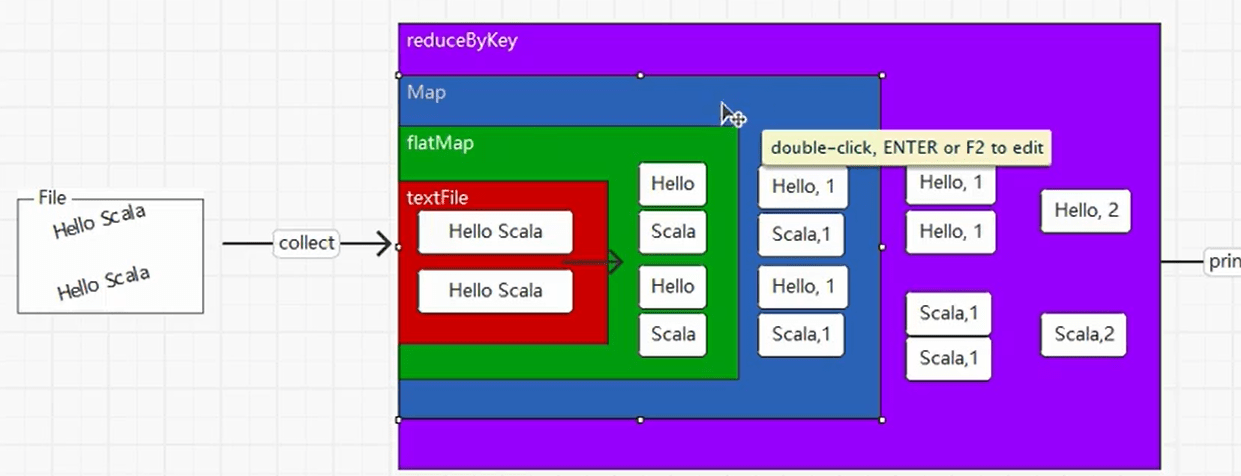 File
Hello Scala
Hello Scala
collect
reduceByKey
Map
flatMap
textFile
Hello Scala
Hello Scala
Hello
Scala
Hello
Scala
double-click, ENTER or F2 to edit
Hello, 1
Scala,1
Hello, 1
Scala,1
Hello, 1
Hello, 1
Scala,1
Scala,1
Hello, 2
Scala,2
prin